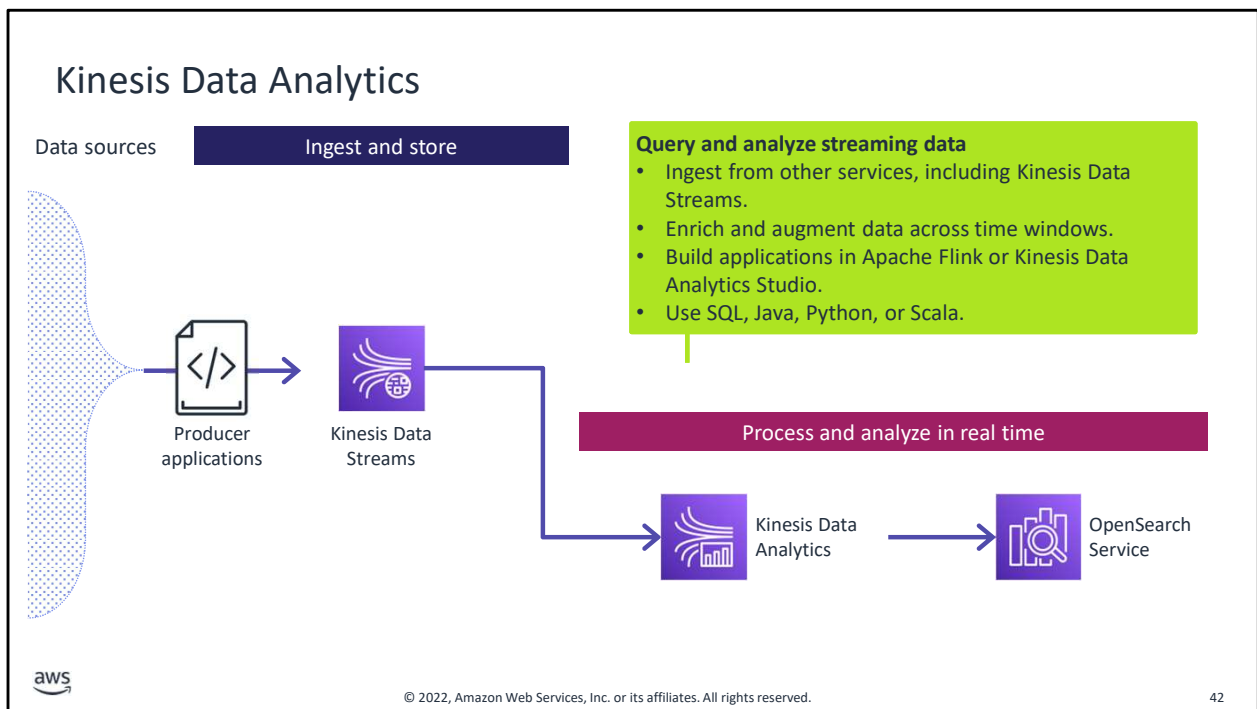 Kinesis Data Analytics
Data sources
Ingest and store
Query and analyze streaming data
• Ingest from other services, including Kinesis Data
Streams.
• Enrich and augment data across time windows.
• Build applications in Apache Flink or Kinesis Data
Analytics Studio.
• Use SQL, Java, Python, or Scala.
</>
Producer
applications
Kinesis Data
Streams
Process and analyze in real time
Kinesis Data
Analytics
OpenSearch
Service
aws
© 2022, Amazon Web Services, Inc. or its affiliates. All rights reserved.
42